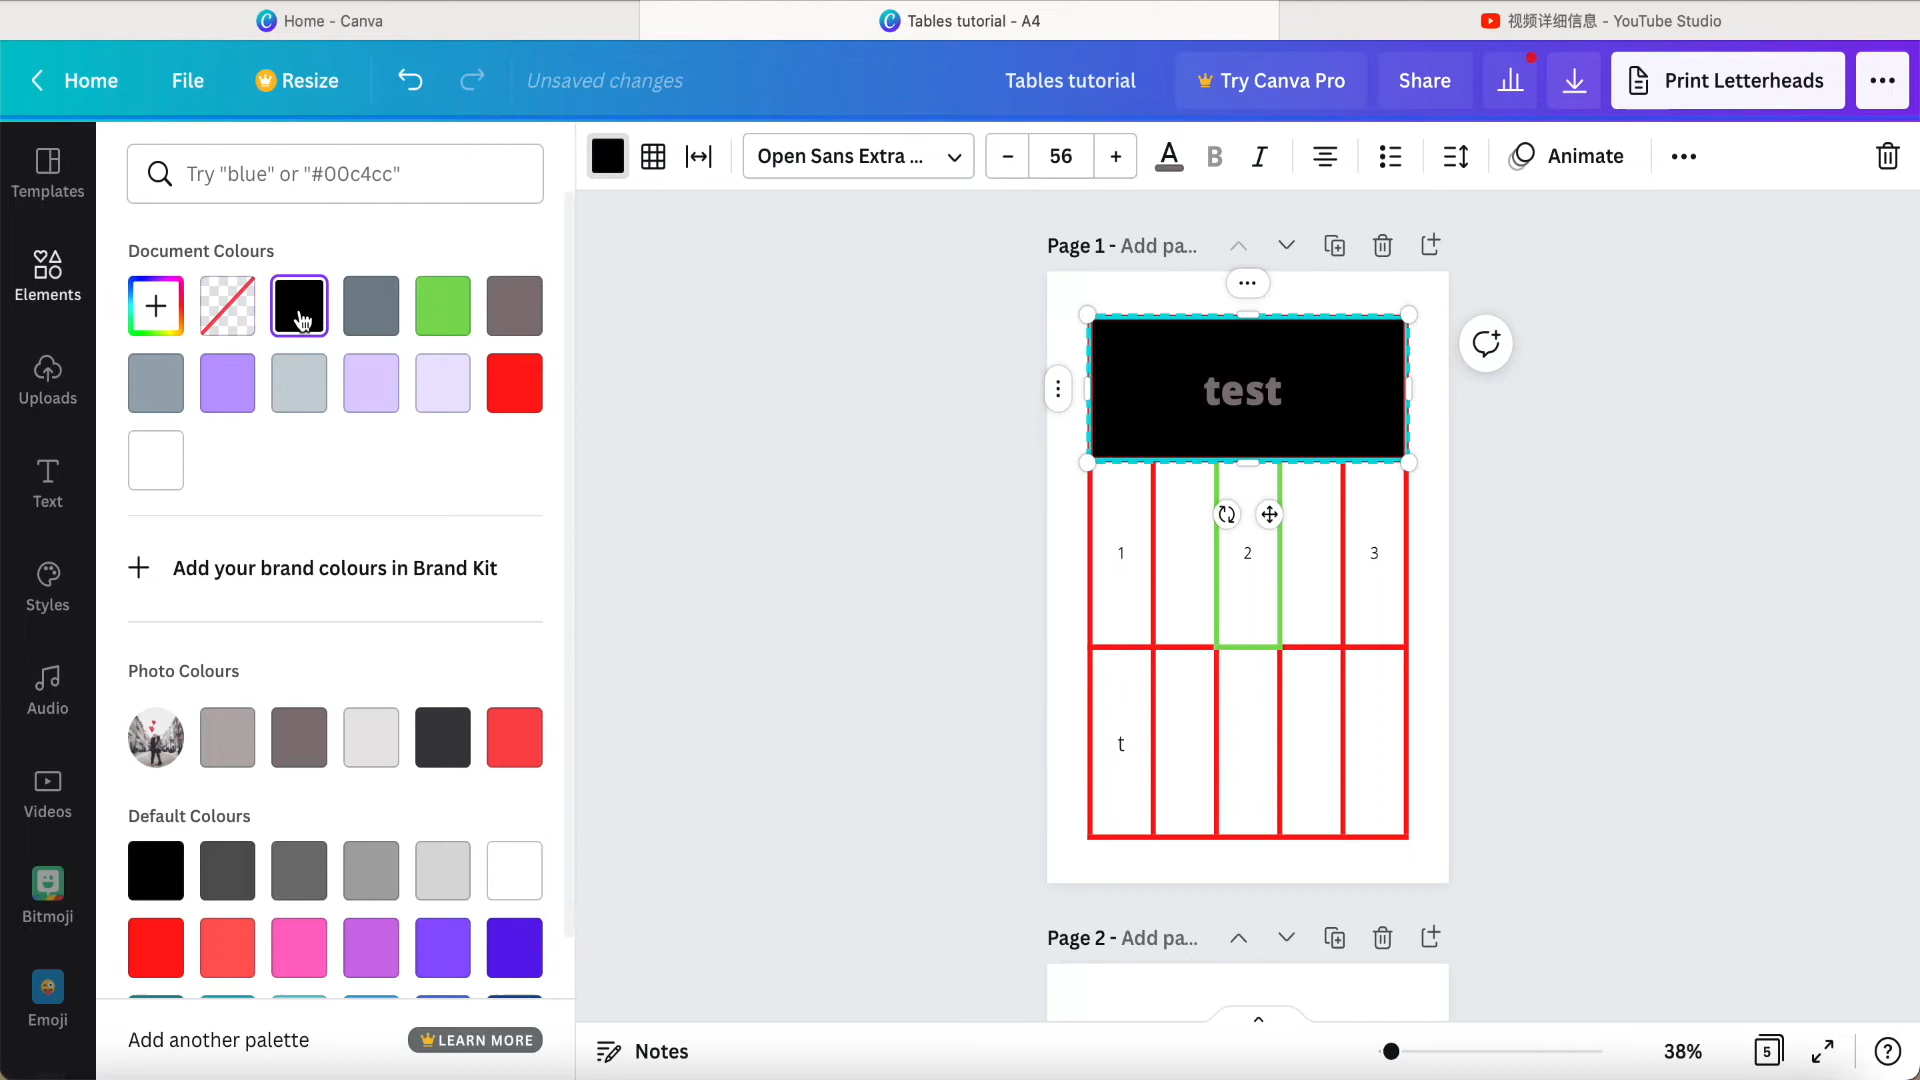 Home - Canva
Tables tutorial - A4
视频详细信息 - YouTube Studio
Home
File
Resize
Unsaved changes
Tables tutorial
Try Canva Pro
Share
Print Letterheads
Templates
Elements
Uploads
Text
Styles
Audio
Videos
Bitmoji
Emoji
Try "blue" or "#00c4cc"
Document Colours
Add your brand colours in Brand Kit
Photo Colours
Default Colours
Add another palette
LEARN MORE
Open Sans Extra ...
– 56 +
A B I
Animate
Page 1 - Add pa...
test
1 2 3
t
Page 2 - Add pa...
Notes
38%
5
?